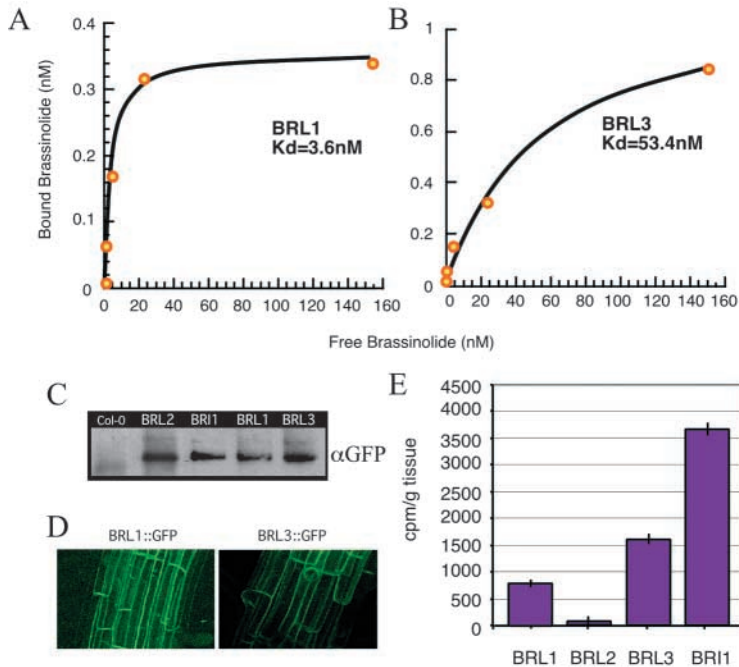 A
B
0.4
0.3
0.2
0.1
0
Bound Brassinolide (nM)
BRL1
Kd=3.6nM
0 20 40 60 80 100 120 140 160
1
0.8
0.6
0.4
0.2
0
BRL3
Kd=53.4nM
0 20 40 60 80 100 120 140 160
Free Brassinolide (nM)
C
Col-0 BRL2 BRI1 BRL1 BRL3
αGFP
D
BRL1::GFP BRL3::GFP
E
4500
4000
3500
3000
2500
2000
1500
1000
500
0
cpm/g tissue
BRL1 BRL2 BRL3 BRI1